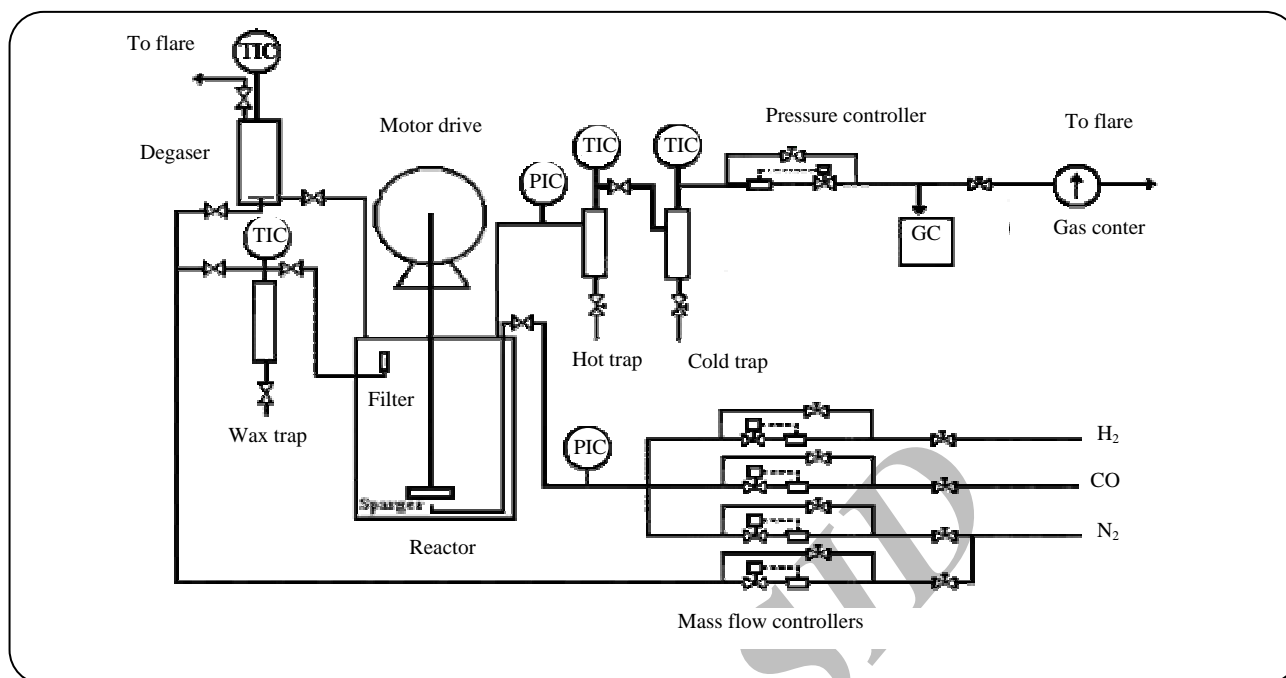 To flare
TIC
Motor drive
Degaser
Pressure controller
To flare
TIC
TIC
PIC
GC
Gas conter
TIC
Hot trap
Cold trap
Filter
Wax trap
PIC
H₂
CO
N₂
Sparger
Reactor
Mass flow controllers
SID